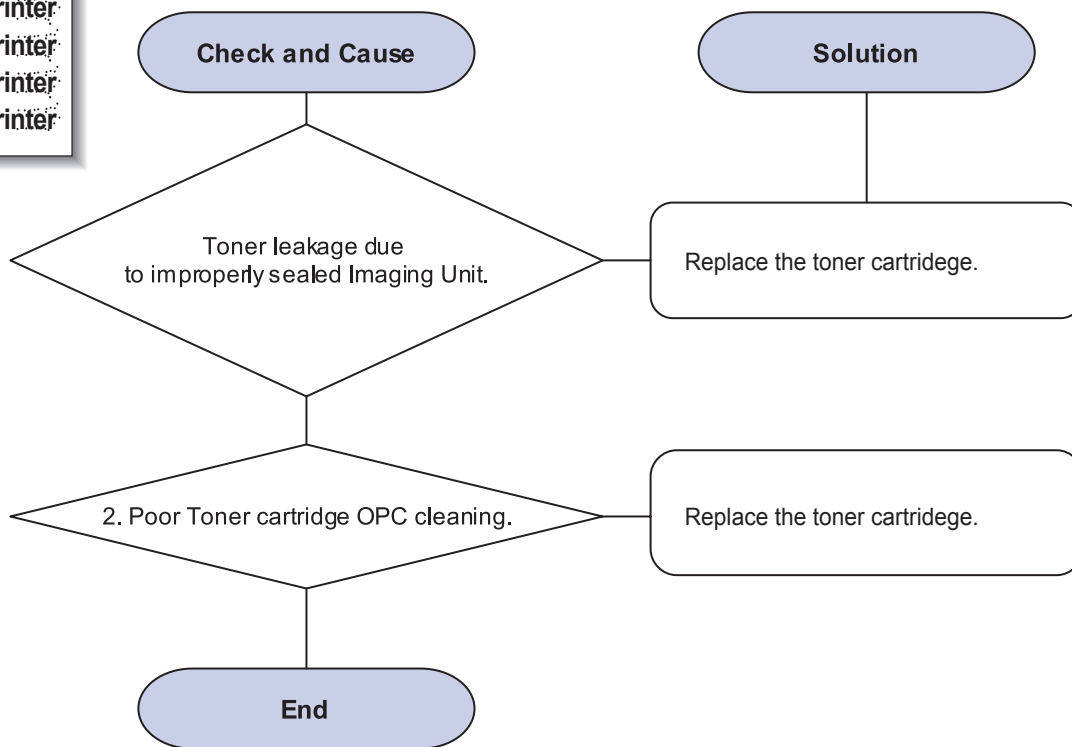 rinter
rinter
rinter
rinter
Check and Cause
Solution
Toner leakage due
to improperly sealed Imaging Unit.
Replace the toner cartridege.
2. Poor Toner cartridge OPC cleaning.
Replace the toner cartridege.
End